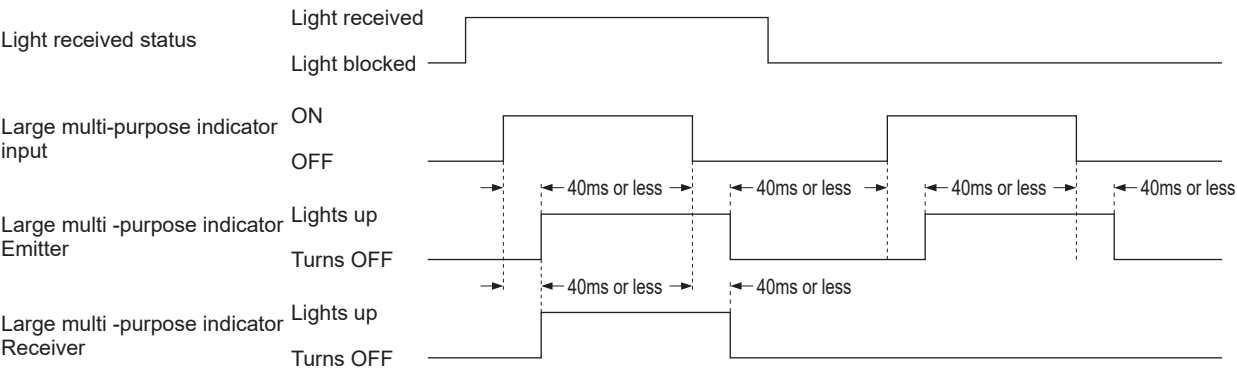 Light received status
Light received
Light blocked
Large multi-purpose indicator
input
ON
OFF
40ms or less
40ms or less
40ms or less
40ms or less
Large multi -purpose indicator
Emitter
Lights up
Turns OFF
40ms or less
40ms or less
Large multi -purpose indicator
Receiver
Lights up
Turns OFF